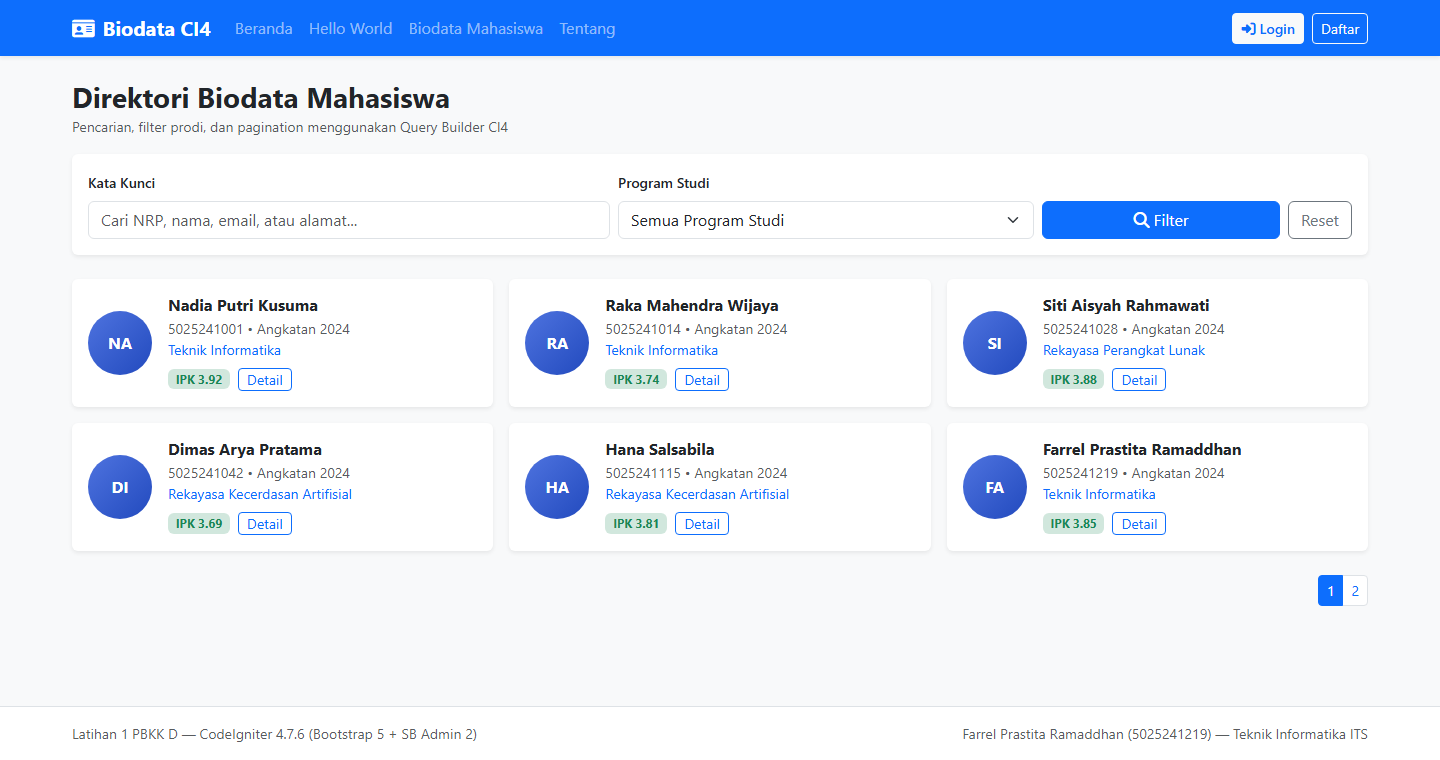 Biodata CI4 Beranda Hello World Biodata Mahasiswa Tentang Login Daftar
Direktori Biodata Mahasiswa
Pencarian, filter prodi, dan pagination menggunakan Query Builder CI4
Kata Kunci Program Studi
Cari NRP, nama, email, atau alamat... Semua Program Studi Filter Reset
NA
Nadia Putri Kusuma
5025241001 • Angkatan 2024
Teknik Informatika
IPK 3.92 Detail
RA
Raka Mahendra Wijaya
5025241014 • Angkatan 2024
Teknik Informatika
IPK 3.74 Detail
SI
Siti Aisyah Rahmawati
5025241028 • Angkatan 2024
Rekayasa Perangkat Lunak
IPK 3.88 Detail
DI
Dimas Arya Pratama
5025241042 • Angkatan 2024
Rekayasa Kecerdasan Artifisial
IPK 3.69 Detail
HA
Hana Salsabila
5025241115 • Angkatan 2024
Rekayasa Kecerdasan Artifisial
IPK 3.81 Detail
FA
Farrel Prastita Ramaddhan
5025241219 • Angkatan 2024
Teknik Informatika
IPK 3.85 Detail
1 2
Latihan 1 PBKK D — CodeIgniter 4.7.6 (Bootstrap 5 + SB Admin 2) Farrel Prastita Ramaddhan (5025241219) — Teknik Informatika ITS